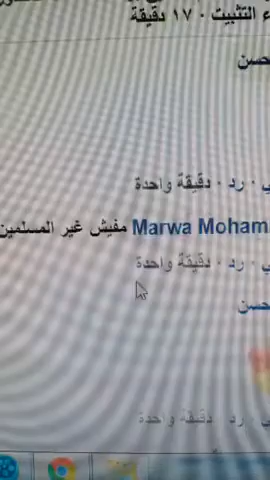 ء التثبيت · ١٧ دقيقة
حسن
· رد · دقيقة واحدة
Marwa Moham مفيش غير المسلمين
· رد · دقيقة واحدة
حسن
رد · دقيقة واحدة